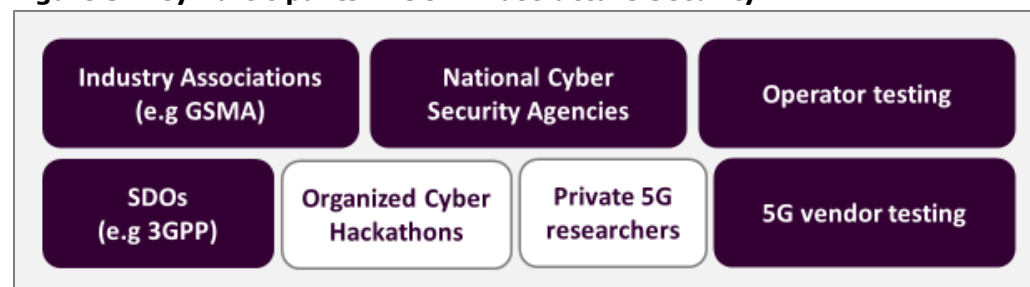 Industry Associations
(e.g GSMA)
National Cyber
Security Agencies
Operator testing
SDOs
(e.g 3GPP)
Organized Cyber
Hackathons
Private 5G
researchers
5G vendor testing